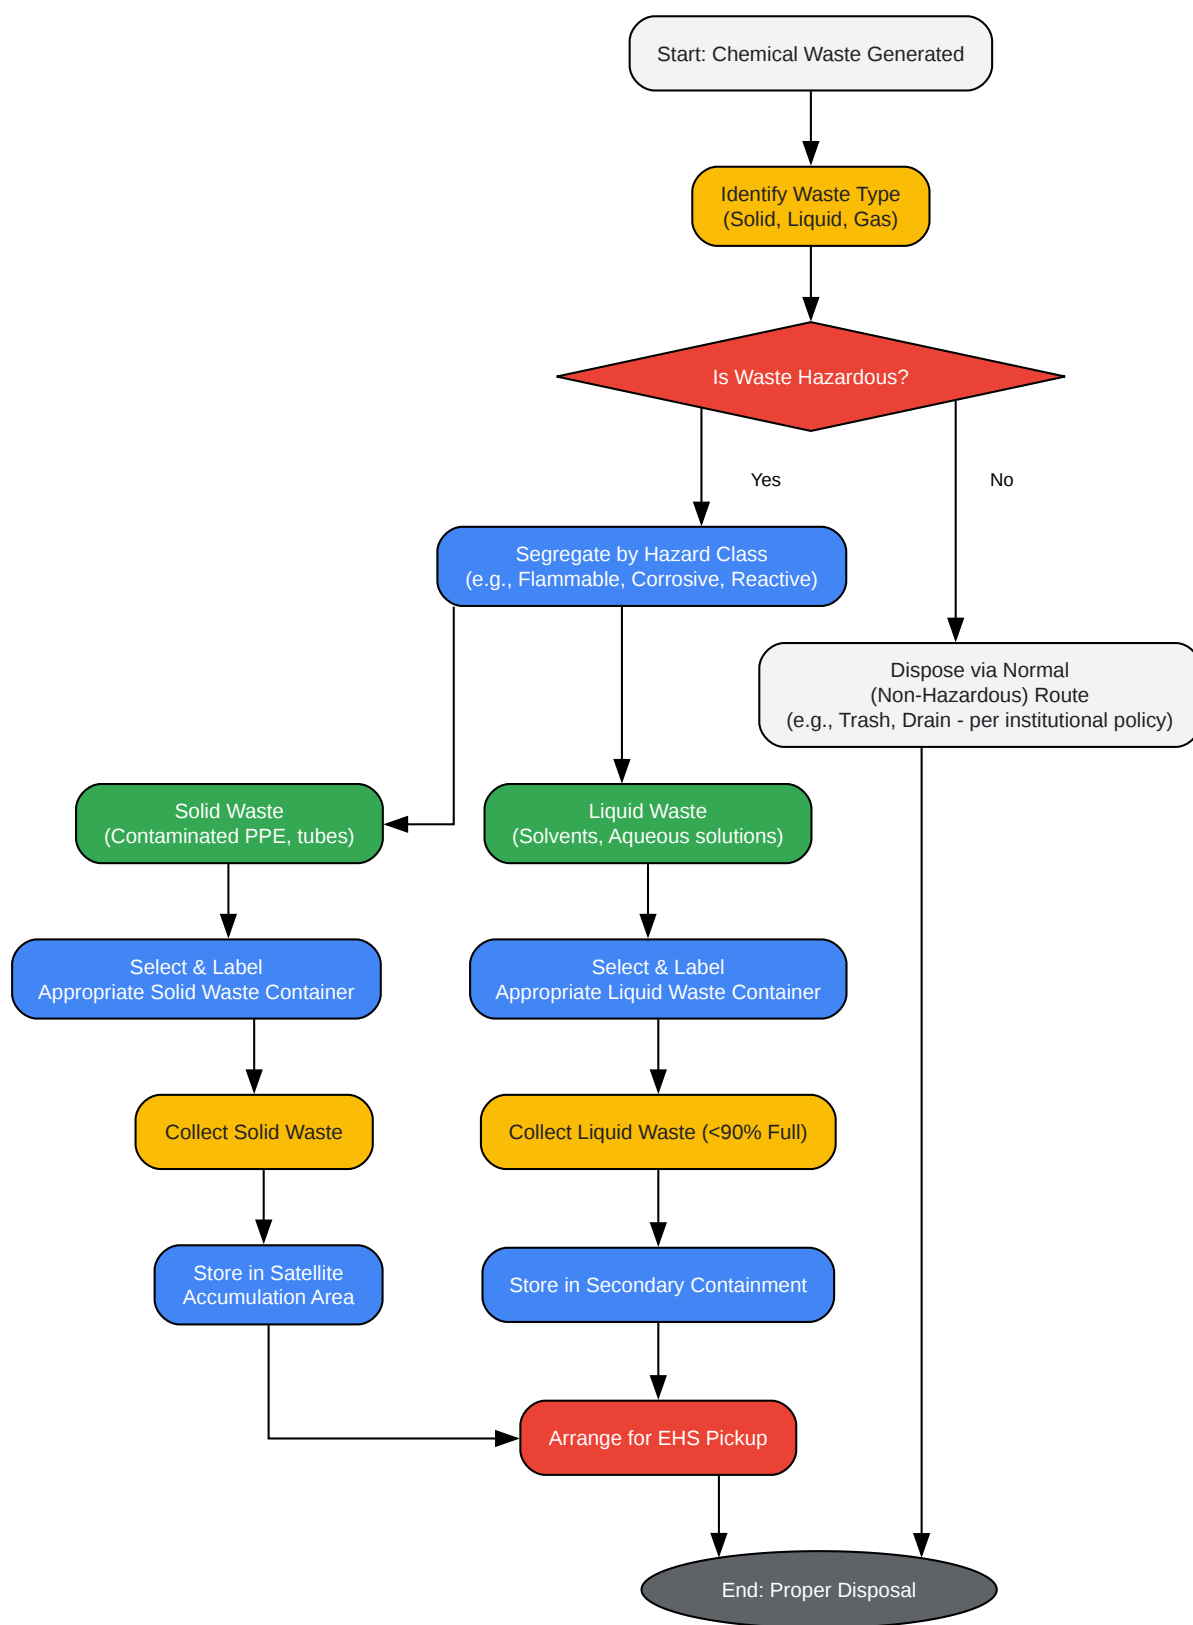 Start: Chemical Waste Generated
Identify Waste Type
(Solid, Liquid, Gas)
Is Waste Hazardous?
Yes
No
Segregate by Hazard Class
(e.g., Flammable, Corrosive, Reactive)
Dispose via Normal
(Non-Hazardous) Route
(e.g., Trash, Drain - per institutional policy)
Solid Waste
(Contaminated PPE, tubes)
Liquid Waste
(Solvents, Aqueous solutions)
Select & Label
Appropriate Solid Waste Container
Select & Label
Appropriate Liquid Waste Container
Collect Solid Waste
Collect Liquid Waste (<90% Full)
Store in Satellite
Accumulation Area
Store in Secondary Containment
Arrange for EHS Pickup
End: Proper Disposal